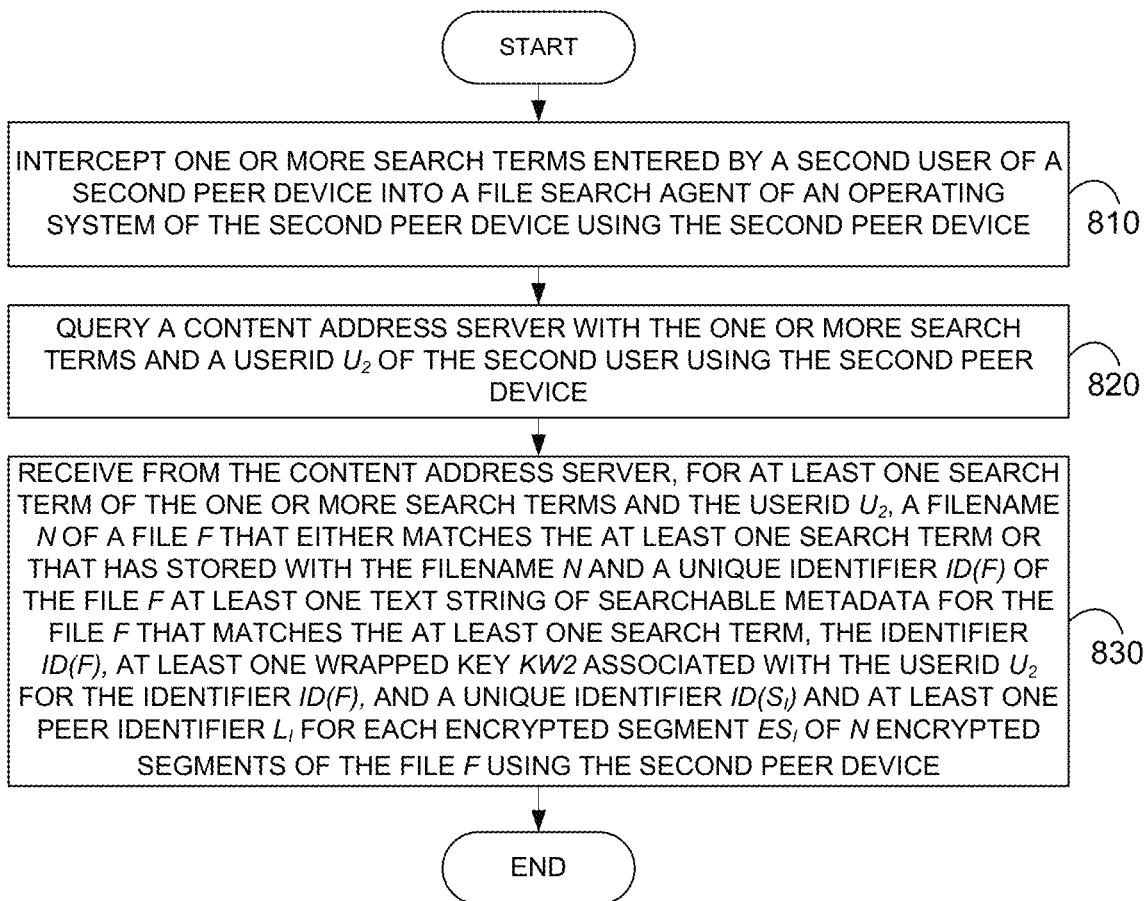 START
INTERCEPT ONE OR MORE SEARCH TERMS ENTERED BY A SECOND USER OF A
SECOND PEER DEVICE INTO A FILE SEARCH AGENT OF AN OPERATING
SYSTEM OF THE SECOND PEER DEVICE USING THE SECOND PEER DEVICE
810
QUERY A CONTENT ADDRESS SERVER WITH THE ONE OR MORE SEARCH
TERMS AND A USERID U2 OF THE SECOND USER USING THE SECOND PEER
DEVICE
820
RECEIVE FROM THE CONTENT ADDRESS SERVER, FOR AT LEAST ONE SEARCH
TERM OF THE ONE OR MORE SEARCH TERMS AND THE USERID U2, A FILENAME
N OF A FILE F THAT EITHER MATCHES THE AT LEAST ONE SEARCH TERM OR
THAT HAS STORED WITH THE FILENAME N AND A UNIQUE IDENTIFIER ID(F) OF
THE FILE F AT LEAST ONE TEXT STRING OF SEARCHABLE METADATA FOR THE
FILE F THAT MATCHES THE AT LEAST ONE SEARCH TERM, THE IDENTIFIER
ID(F), AT LEAST ONE WRAPPED KEY KW2 ASSOCIATED WITH THE USERID U2
FOR THE IDENTIFIER ID(F), AND A UNIQUE IDENTIFIER ID(Si) AND AT LEAST ONE
PEER IDENTIFIER Li FOR EACH ENCRYPTED SEGMENT ESi OF N ENCRYPTED
SEGMENTS OF THE FILE F USING THE SECOND PEER DEVICE
830
END